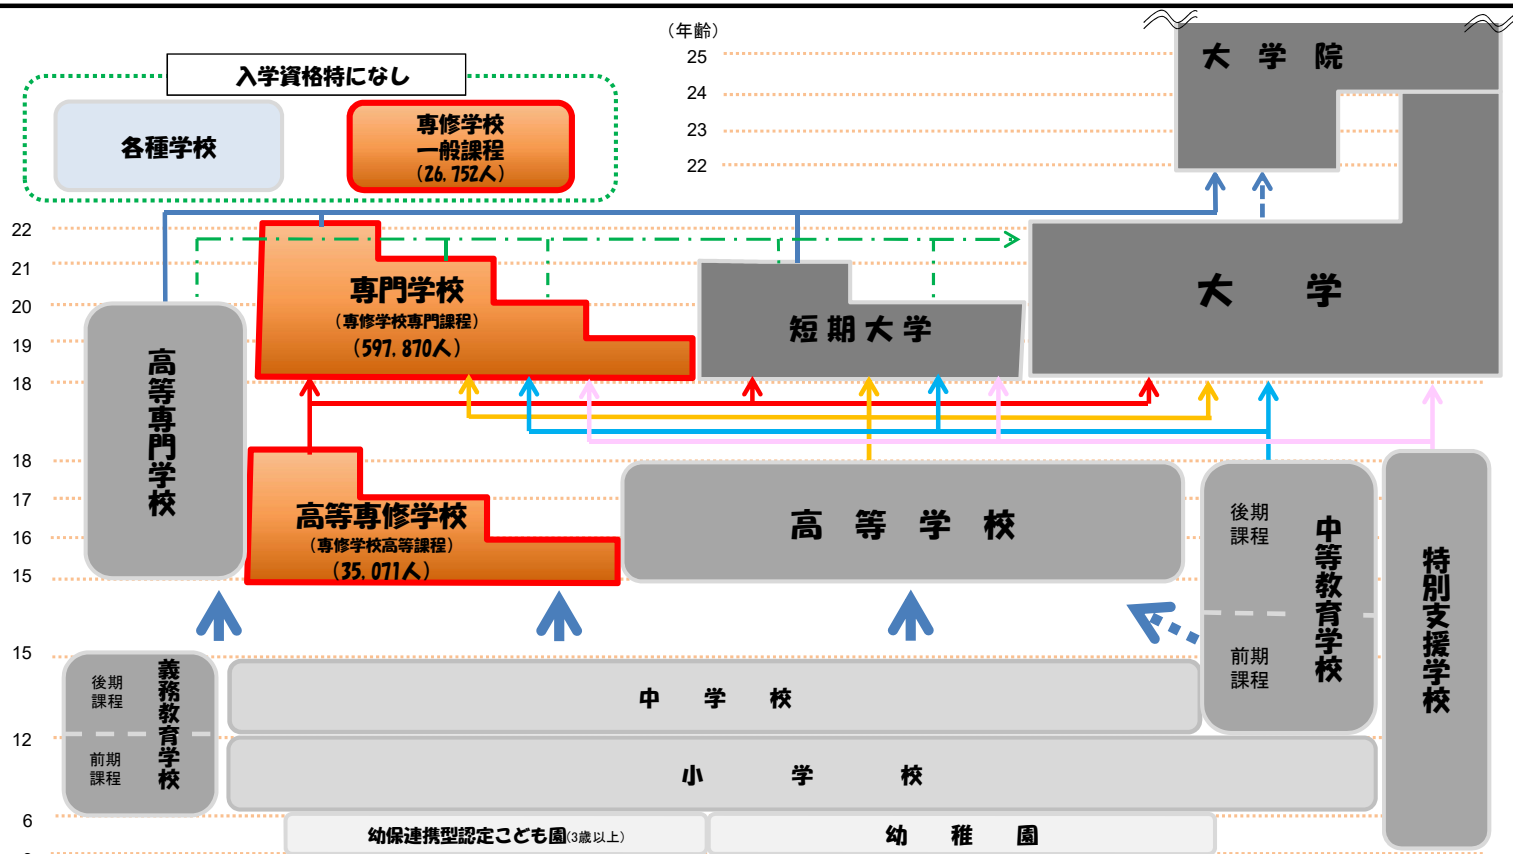 (年齢)
25
24
23
22
大学院
入学資格特になし
各種学校
専修学校
一般課程
(26,752人)
22
21
20
19
18
専門学校
(専修学校専門課程)
(597,870人)
短期大学
大学
高等専門学校
18
17
16
15
高等専修学校
(専修学校高等課程)
(35,071人)
高等学校
後期
課程
前期
課程
中等教育学校
特別支援学校
15
12
6
後期
課程
前期
課程
義務教育学校
中学校
小学校
幼保連携型認定こども園(3歳以上)
幼稚園